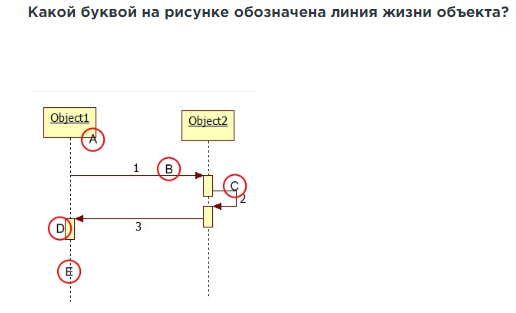 Какой буквой на рисунке обозначена линия жизни объекта?
Object1
Object2
A
1
B
C
2
D
3
E